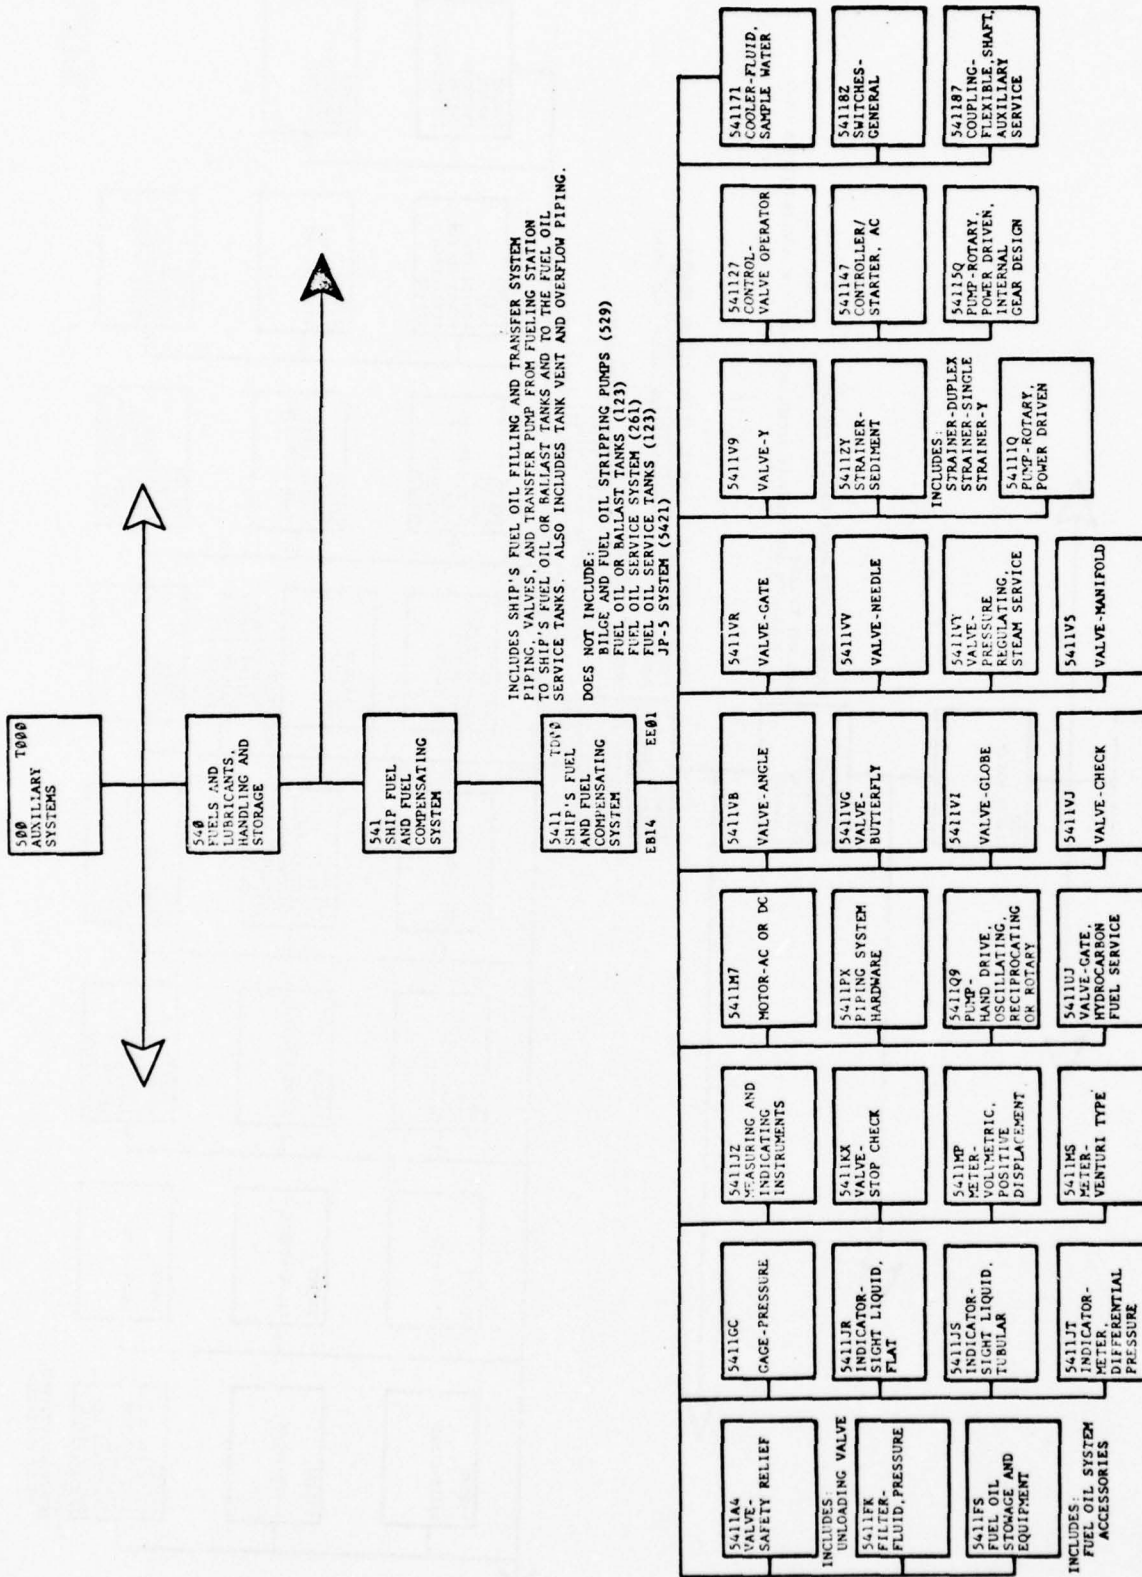 500 T000
AUXILIARY
SYSTEMS
540
FUELS AND
LUBRICANTS,
HANDLING AND
STORAGE
541
SHIP FUEL
AND FUEL
COMPENSATING
SYSTEM
5411 TD00
SHIP'S FUEL
AND FUEL
COMPENSATING
SYSTEM
EB14 EE01
INCLUDES SHIP'S FUEL OIL FILLING AND TRANSFER SYSTEM
PIPING, VALVES, AND TRANSFER PUMP FROM FUELING STATION
TO SHIP'S FUEL OIL OR BALLAST TANKS AND TO THE FUEL OIL
SERVICE TANKS. ALSO INCLUDES TANK VENT AND OVERFLOW PIPING.
DOES NOT INCLUDE:
BILGE AND FUEL OIL STRIPPING PUMPS (529)
FUEL OIL OR BALLAST TANKS (123)
FUEL OIL SERVICE SYSTEM (261)
FUEL OIL SERVICE TANKS (123)
JP-5 SYSTEM (5421)
5411A4
VALVE-
SAFETY RELIEF
INCLUDES:
UNLOADING VALVE
5411FK
FILTER-
FLUID,PRESSURE
5411FS
FUEL OIL
STOWAGE AND
EQUIPMENT
INCLUDES:
FUEL OIL SYSTEM
ACCESSORIES
5411GC
GAGE-PRESSURE
5411JR
INDICATOR-
SIGHT LIQUID,
FLAT
5411JS
INDICATOR-
SIGHT LIQUID,
TUBULAR
5411JT
INDICATOR-
METER,
DIFFERENTIAL
PRESSURE
5411JZ
MEASURING AND
INDICATING
INSTRUMENTS
5411KX
VALVE-
STOP CHECK
5411MP
METER-
VOLUMETRIC,
POSITIVE
DISPLACEMENT
5411MS
METER-
VENTURI TYPE
5411M7
MOTOR-AC OR DC
5411PX
PIPING SYSTEM
HARDWARE
5411Q9
PUMP-
HAND DRIVE,
OSCILLATING,
RECIPROCATING
OR ROTARY
5411UJ
VALVE-GATE,
HYDROCARBON
FUEL SERVICE
5411VB
VALVE-ANGLE
5411VG
VALVE-
BUTTERFLY
5411VI
VALVE-GLOBE
5411VJ
VALVE-CHECK
5411VR
VALVE-GATE
5411VV
VALVE-NEEDLE
5411VY
VALVE-
PRESSURE
REGULATING,
STEAM SERVICE
5411V5
VALVE-MANIFOLD
5411V9
VALVE-Y
5411ZY
STRAINER-
SEDIMENT
INCLUDES:
STRAINER-DUPLEX
STRAINER-SINGLE
STRAINER-Y
54111Q
PUMP-ROTARY,
POWER DRIVEN
541127
CONTROL-
VALVE OPERATOR
541147
CONTROLLER/
STARTER, AC
54115Q
PUMP-ROTARY,
POWER DRIVEN,
INTERNAL
GEAR DESIGN
541171
COOLER-FLUID,
SAMPLE WATER
54118Z
SWITCHES-
GENERAL
541187
COUPLING-
FLEXIBLE,SHAFT,
AUXILIARY
SERVICE